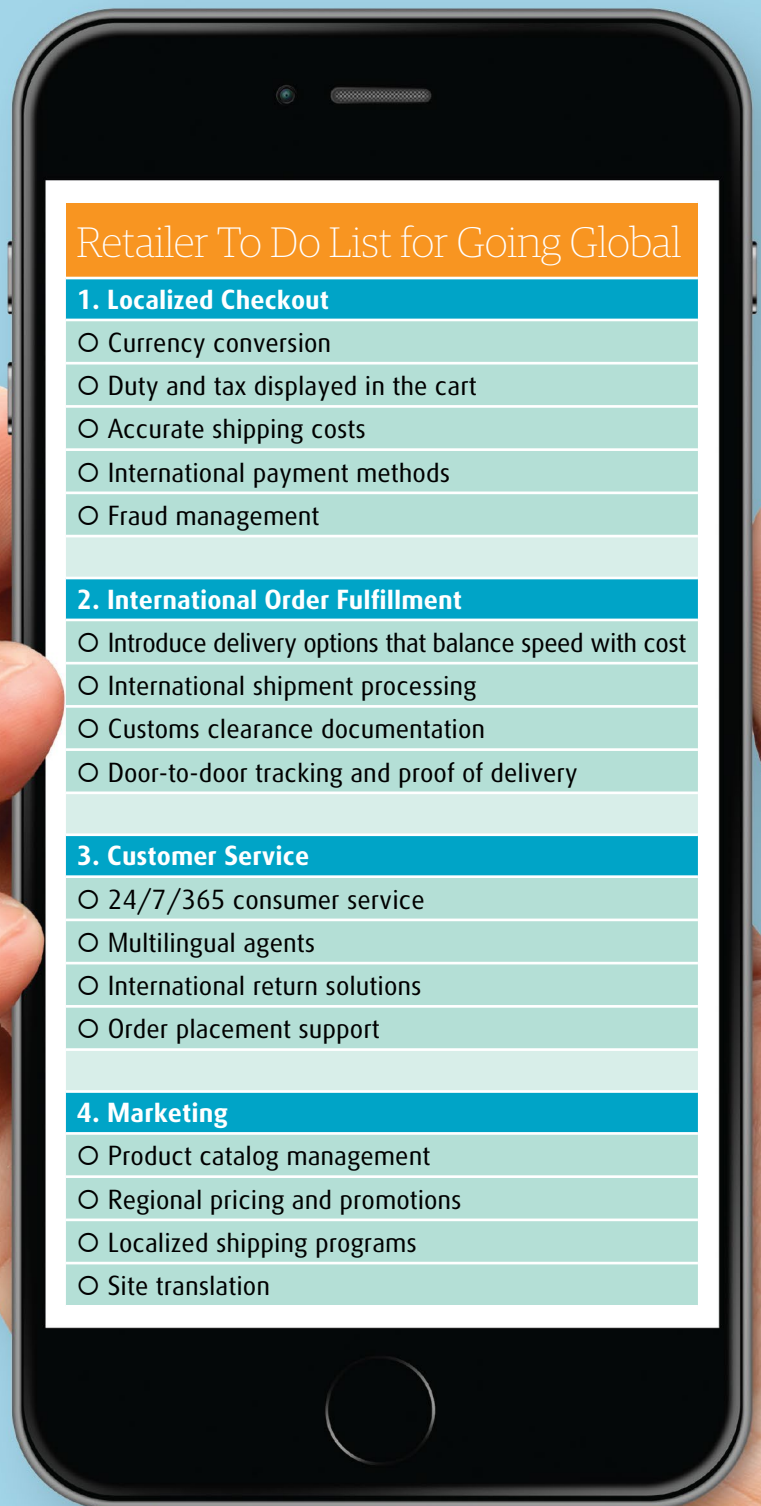 Retailer To Do List for Going Global
1. Localized Checkout
Currency conversion
Duty and tax displayed in the cart
Accurate shipping costs
International payment methods
Fraud management
2. International Order Fulfillment
Introduce delivery options that balance speed with cost
International shipment processing
Customs clearance documentation
Door-to-door tracking and proof of delivery
3. Customer Service
24/7/365 consumer service
Multilingual agents
International return solutions
Order placement support
4. Marketing
Product catalog management
Regional pricing and promotions
Localized shipping programs
Site translation